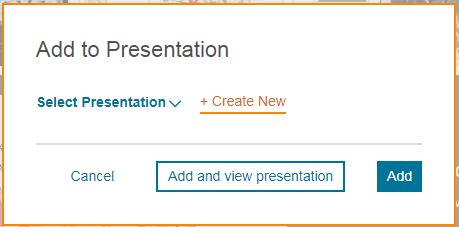 Add to Presentation
Select Presentation + Create New
Cancel Add and view presentation Add